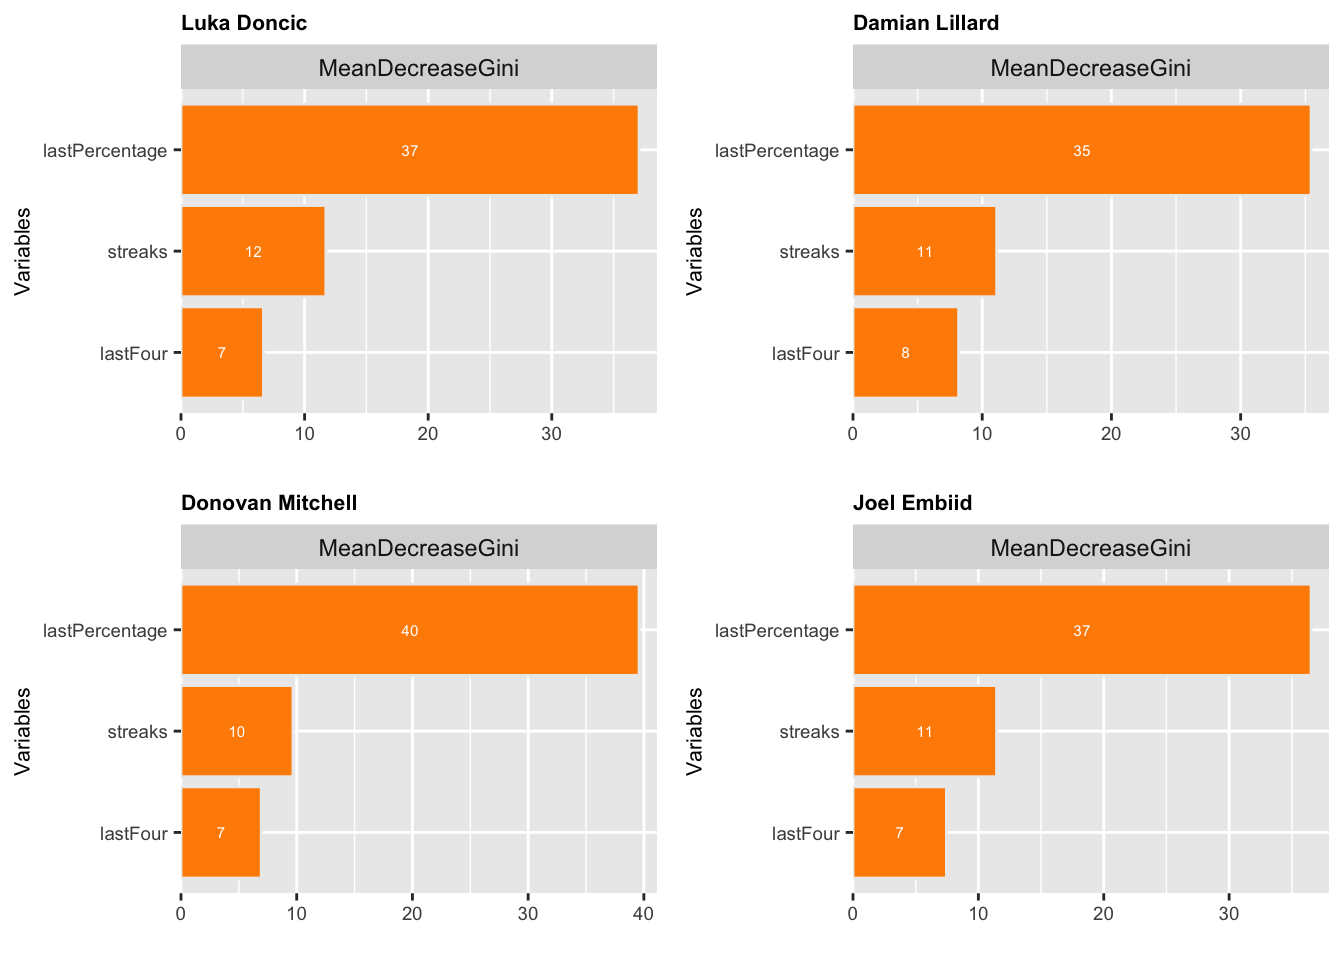 Luka Doncic
MeanDecreaseGini
Variables
lastPercentage
37
streaks
12
lastFour
7
0 10 20 30
Damian Lillard
MeanDecreaseGini
Variables
lastPercentage
35
streaks
11
lastFour
8
0 10 20 30
Donovan Mitchell
MeanDecreaseGini
Variables
lastPercentage
40
streaks
10
lastFour
7
0 10 20 30 40
Joel Embiid
MeanDecreaseGini
Variables
lastPercentage
37
streaks
11
lastFour
7
0 10 20 30